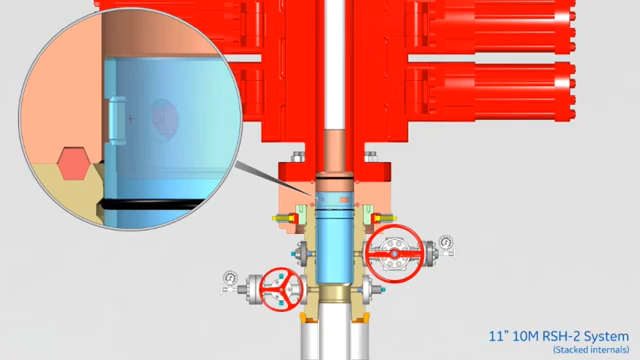 11” 10M RSH-2 System
(Stacked internals)